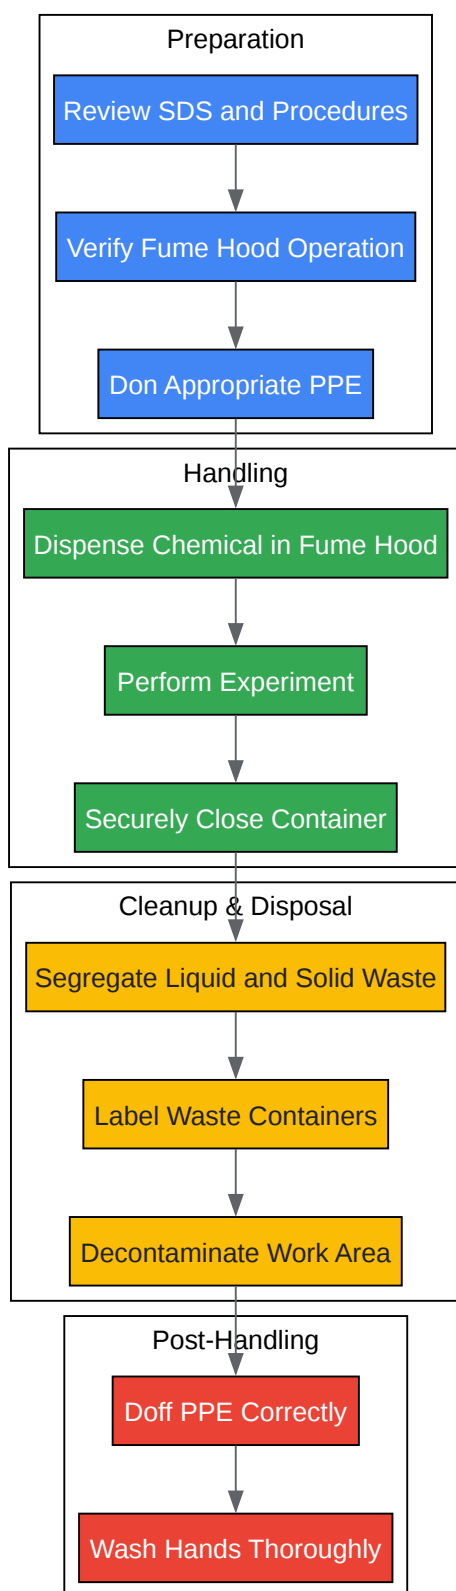 Preparation
Review SDS and Procedures
Verify Fume Hood Operation
Don Appropriate PPE
Handling
Dispense Chemical in Fume Hood
Perform Experiment
Securely Close Container
Cleanup & Disposal
Segregate Liquid and Solid Waste
Label Waste Containers
Decontaminate Work Area
Post-Handling
Doff PPE Correctly
Wash Hands Thoroughly